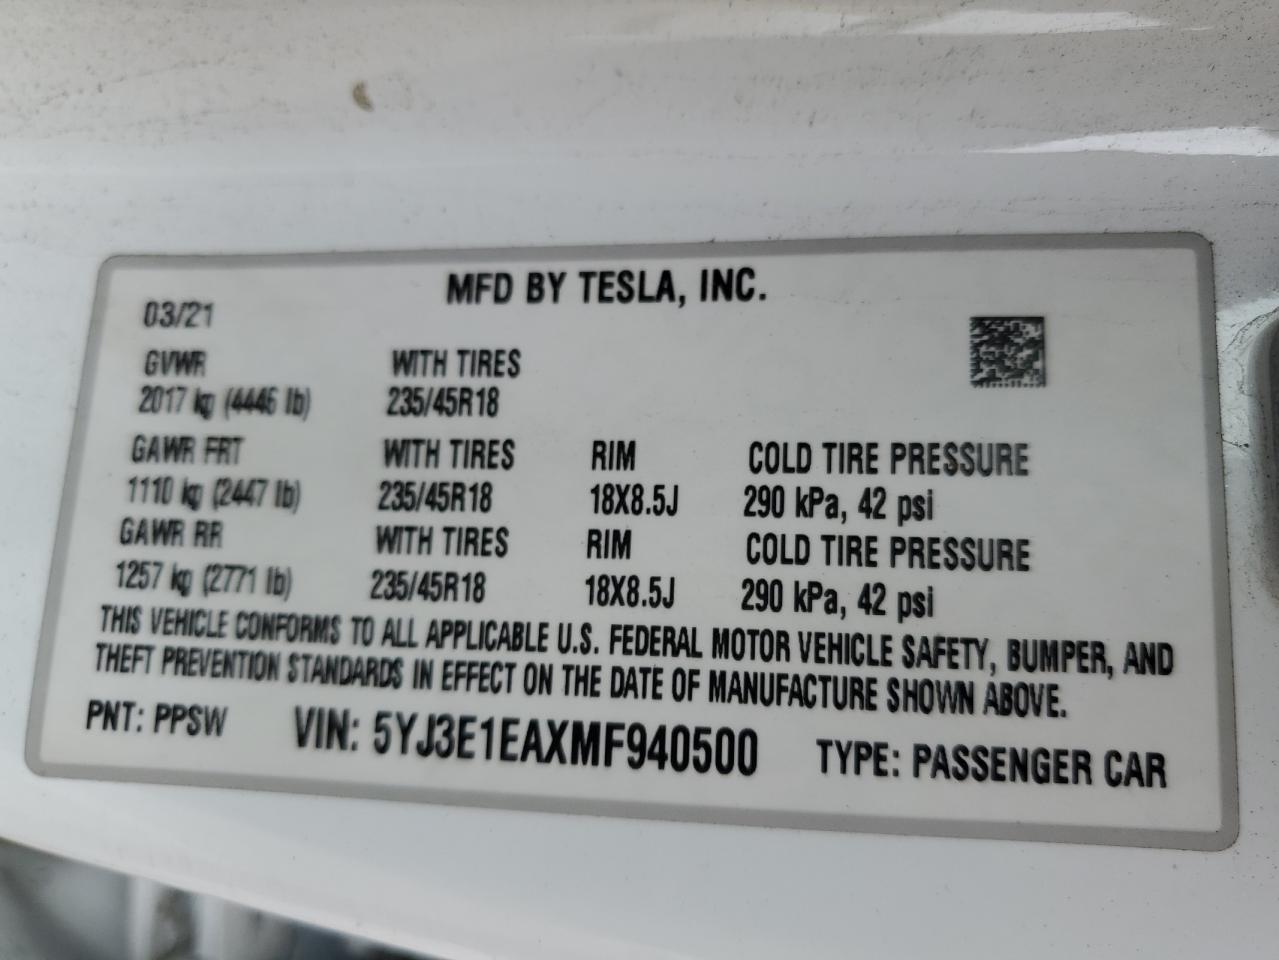 MFD BY TESLA, INC.
03/21
GVWR WITH TIRES
2017 kg (4446 lb) 235/45R18
GAWR FRT WITH TIRES RIM COLD TIRE PRESSURE
1110 kg (2447 lb) 235/45R18 18X8.5J 290 kPa, 42 psi
GAWR RR WITH TIRES RIM COLD TIRE PRESSURE
1257 kg (2771 lb) 235/45R18 18X8.5J 290 kPa, 42 psi
THIS VEHICLE CONFORMS TO ALL APPLICABLE U.S. FEDERAL MOTOR VEHICLE SAFETY, BUMPER, AND
THEFT PREVENTION STANDARDS IN EFFECT ON THE DATE OF MANUFACTURE SHOWN ABOVE.
PNT: PPSW VIN: 5YJ3E1EAXMF940500 TYPE: PASSENGER CAR